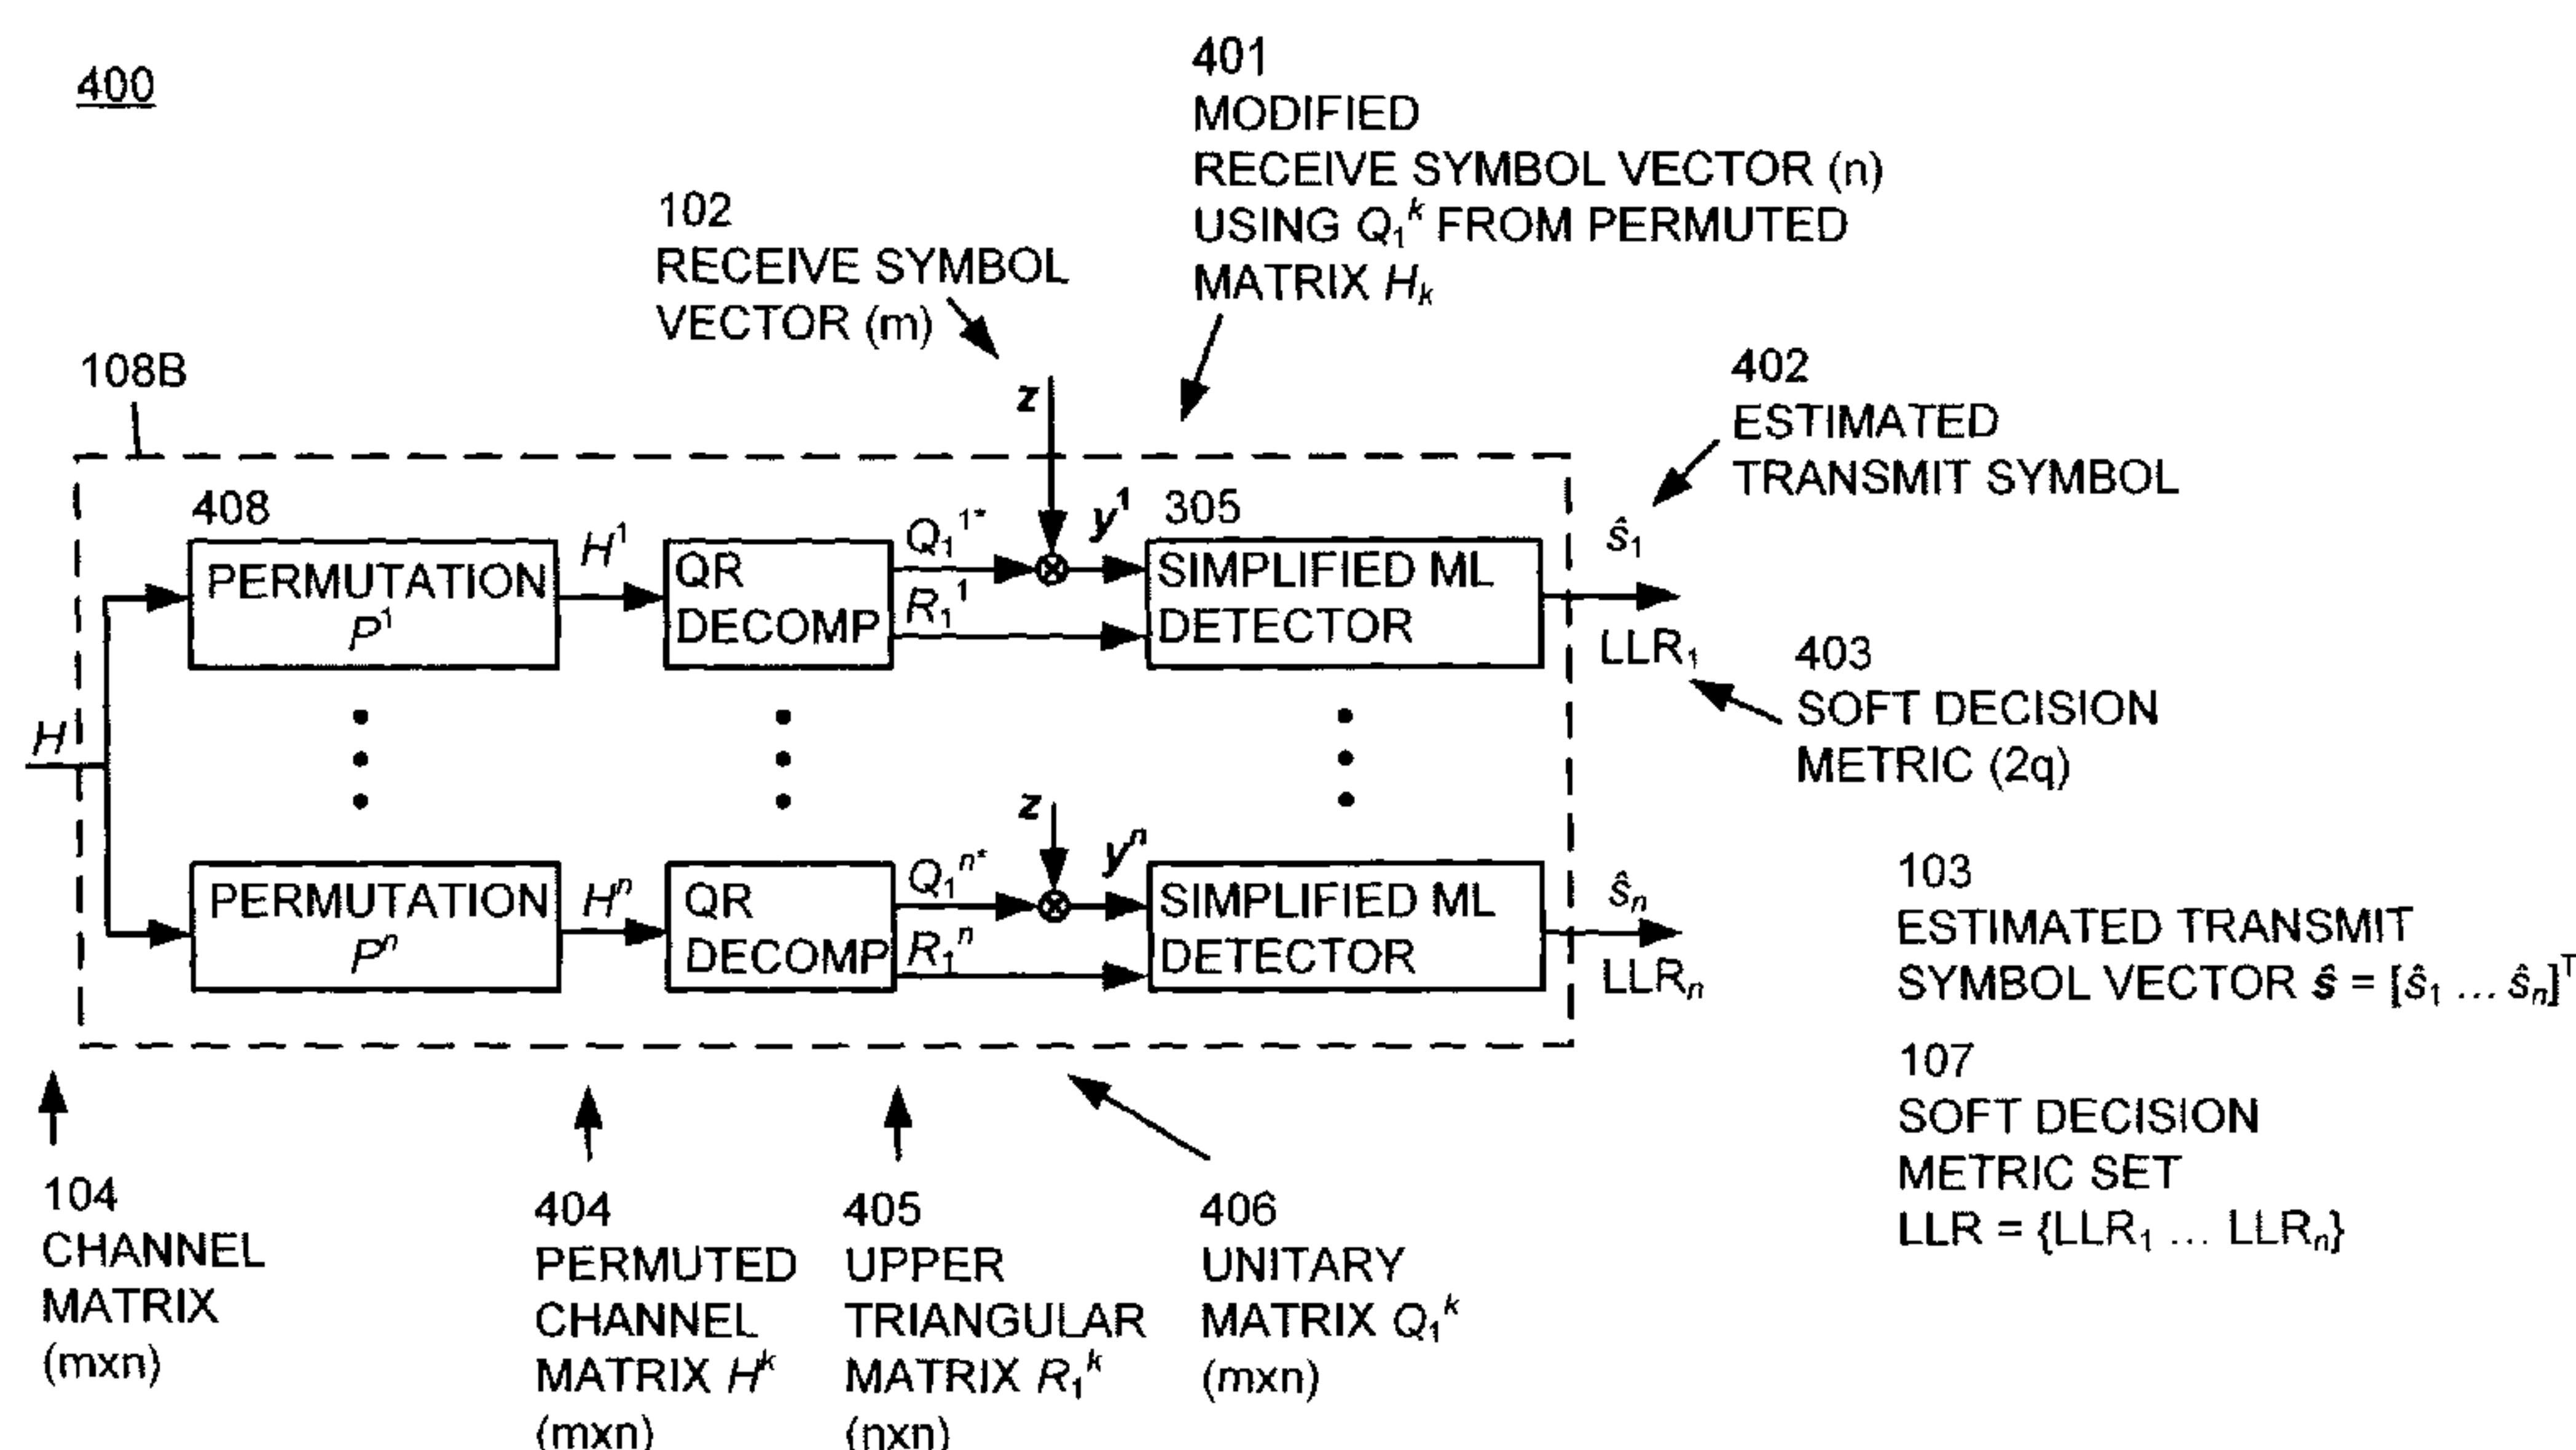 400
401
MODIFIED
RECEIVE SYMBOL VECTOR (n)
USING Q₁ᵏ FROM PERMUTED
MATRIX Hₖ
102
RECEIVE SYMBOL
VECTOR (m)
108B
402
ESTIMATED
TRANSMIT SYMBOL
z
408
PERMUTATION
P¹
H¹
QR
DECOMP
Q₁¹*
R₁¹
y¹
305
SIMPLIFIED ML
DETECTOR
ŝ₁
LLR₁
403
SOFT DECISION
METRIC (2q)
H
z
PERMUTATION
Pⁿ
Hⁿ
QR
DECOMP
Q₁ⁿ*
R₁ⁿ
yⁿ
SIMPLIFIED ML
DETECTOR
ŝₙ
LLRₙ
103
ESTIMATED TRANSMIT
SYMBOL VECTOR ŝ = [ŝ₁ ... ŝₙ]ᵀ
107
SOFT DECISION
METRIC SET
LLR = {LLR₁ ... LLRₙ}
104
CHANNEL
MATRIX
(mxn)
404
PERMUTED
CHANNEL
MATRIX Hᵏ
(mxn)
405
UPPER
TRIANGULAR
MATRIX R₁ᵏ
(nxn)
406
UNITARY
MATRIX Q₁ᵏ
(mxn)